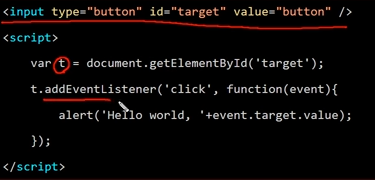 <input type="button" id="target" value="button" />
<script>
var t = document.getElementById('target');
t.addEventListener('click', function(event){
alert('Hello world, '+event.target.value);
});
</script>